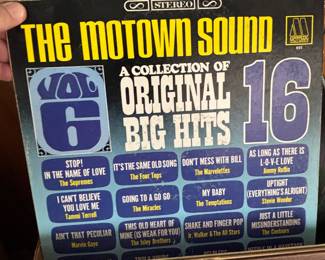 STEREO
THE MOTOWN SOUND
VOL
6
A COLLECTION OF
ORIGINAL
BIG HITS
16
STOP!
IN THE NAME OF LOVE
The Supremes
IT'S THE SAME OLD SONG
The Four Tops
DON'T MESS WITH BILL
The Marvelettes
AS LONG AS THERE IS
L-O-V-E LOVE
Jimmy Ruffin
I CAN'T BELIEVE
YOU LOVE ME
Tammi Terrell
GOING TO A GO GO
The Miracles
MY BABY
The Temptations
UPTIGHT
(EVERYTHING'S ALRIGHT)
Stevie Wonder
AIN'T THAT PECULIAR
Marvin Gaye
THIS OLD HEART OF
MINE (IS WEAK FOR YOU)
The Isley Brothers
SHAKE AND FINGER POP
Jr. Walker & The All Stars
JUST A LITTLE
MISUNDERSTANDING
The Contours